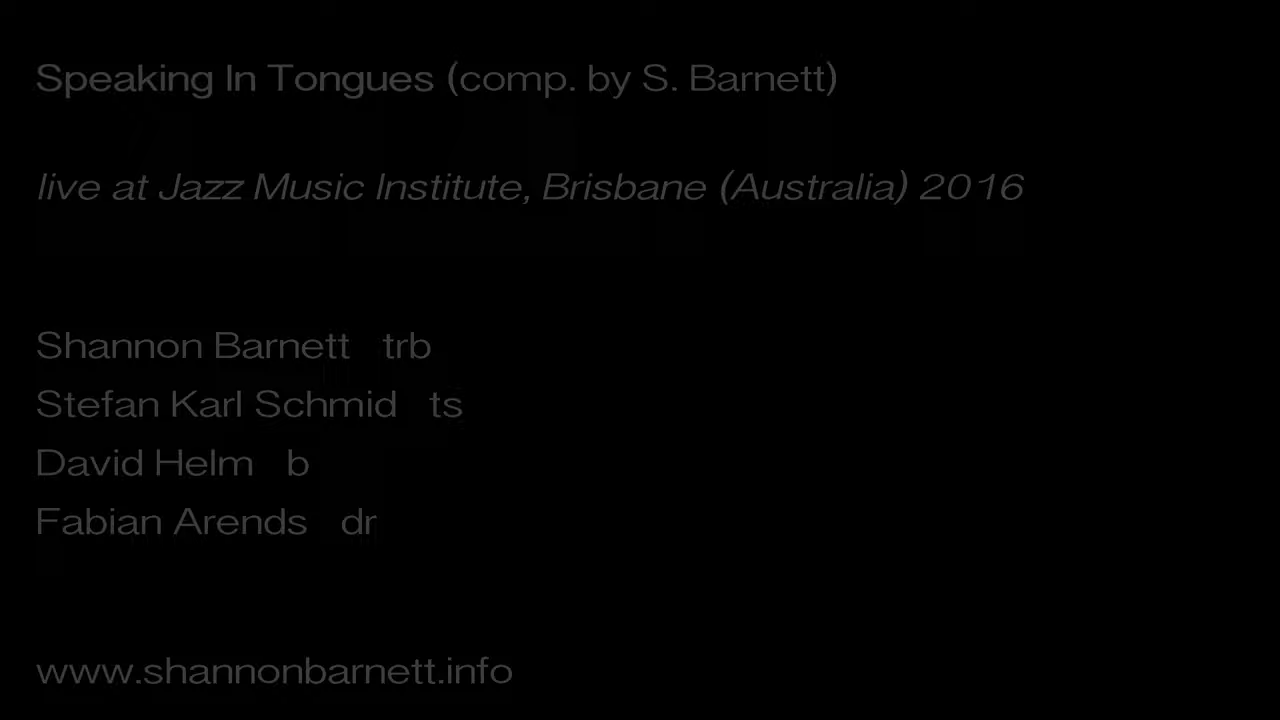 Speaking In Tongues (comp. by S. Barnett)
live at Jazz Music Institute, Brisbane (Australia) 2016
Shannon Barnett trb
Stefan Karl Schmid ts
David Helm b
Fabian Arends dr
www.shannonbarnett.info